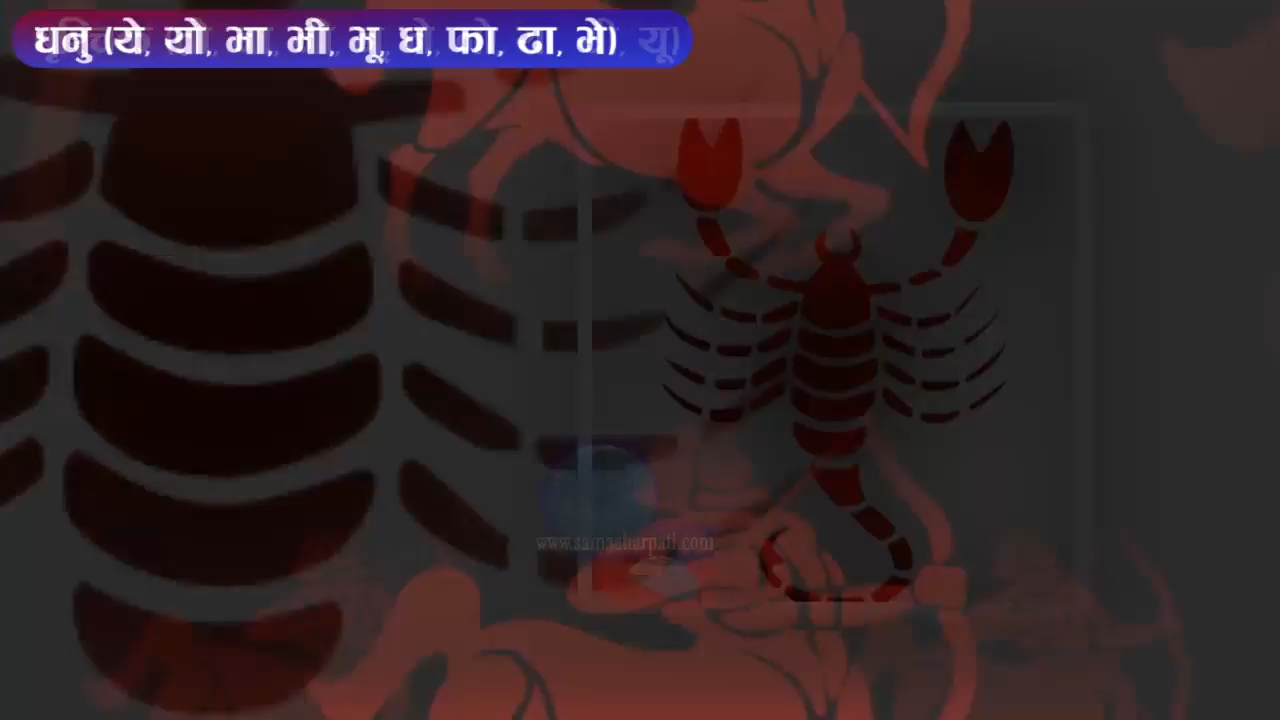 धनु (ये, यो, भा, भी, भू, ध, फो, ढा, भे)
www.samacharpati.com